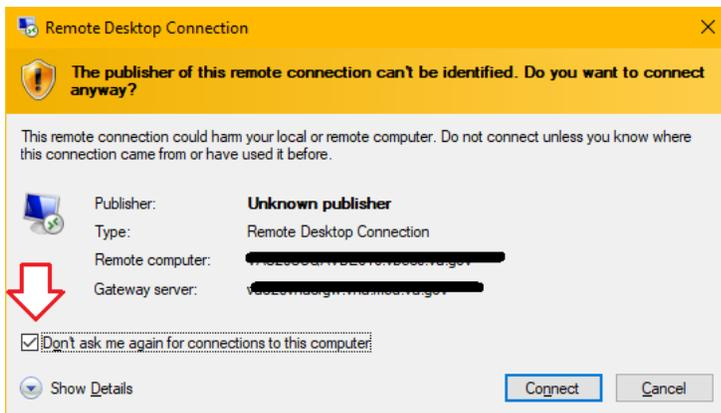 Remote Desktop Connection
The publisher of this remote connection can't be identified. Do you want to connect
anyway?
This remote connection could harm your local or remote computer. Do not connect unless you know where
this connection came from or have used it before.
Publisher: Unknown publisher
Type: Remote Desktop Connection
Remote computer:
Gateway server:
Don't ask me again for connections to this computer
Show Details
Connect
Cancel